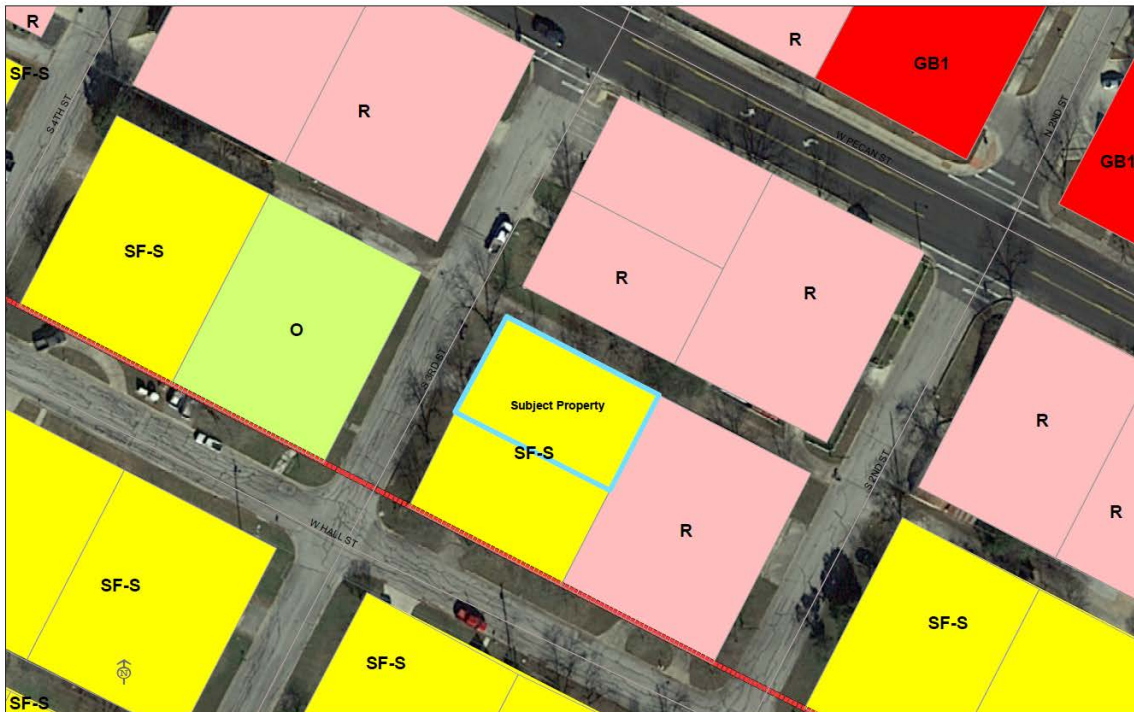 R
R
GB1
SF-S
S 4TH ST
R
W PECAN ST
N 2ND ST
GB1
SF-S
R
R
O
S 3RD ST
Subject Property
SF-S
R
R
S 2ND ST
R
W HALL ST
SF-S
SF-S
SF-S
N
SF-S